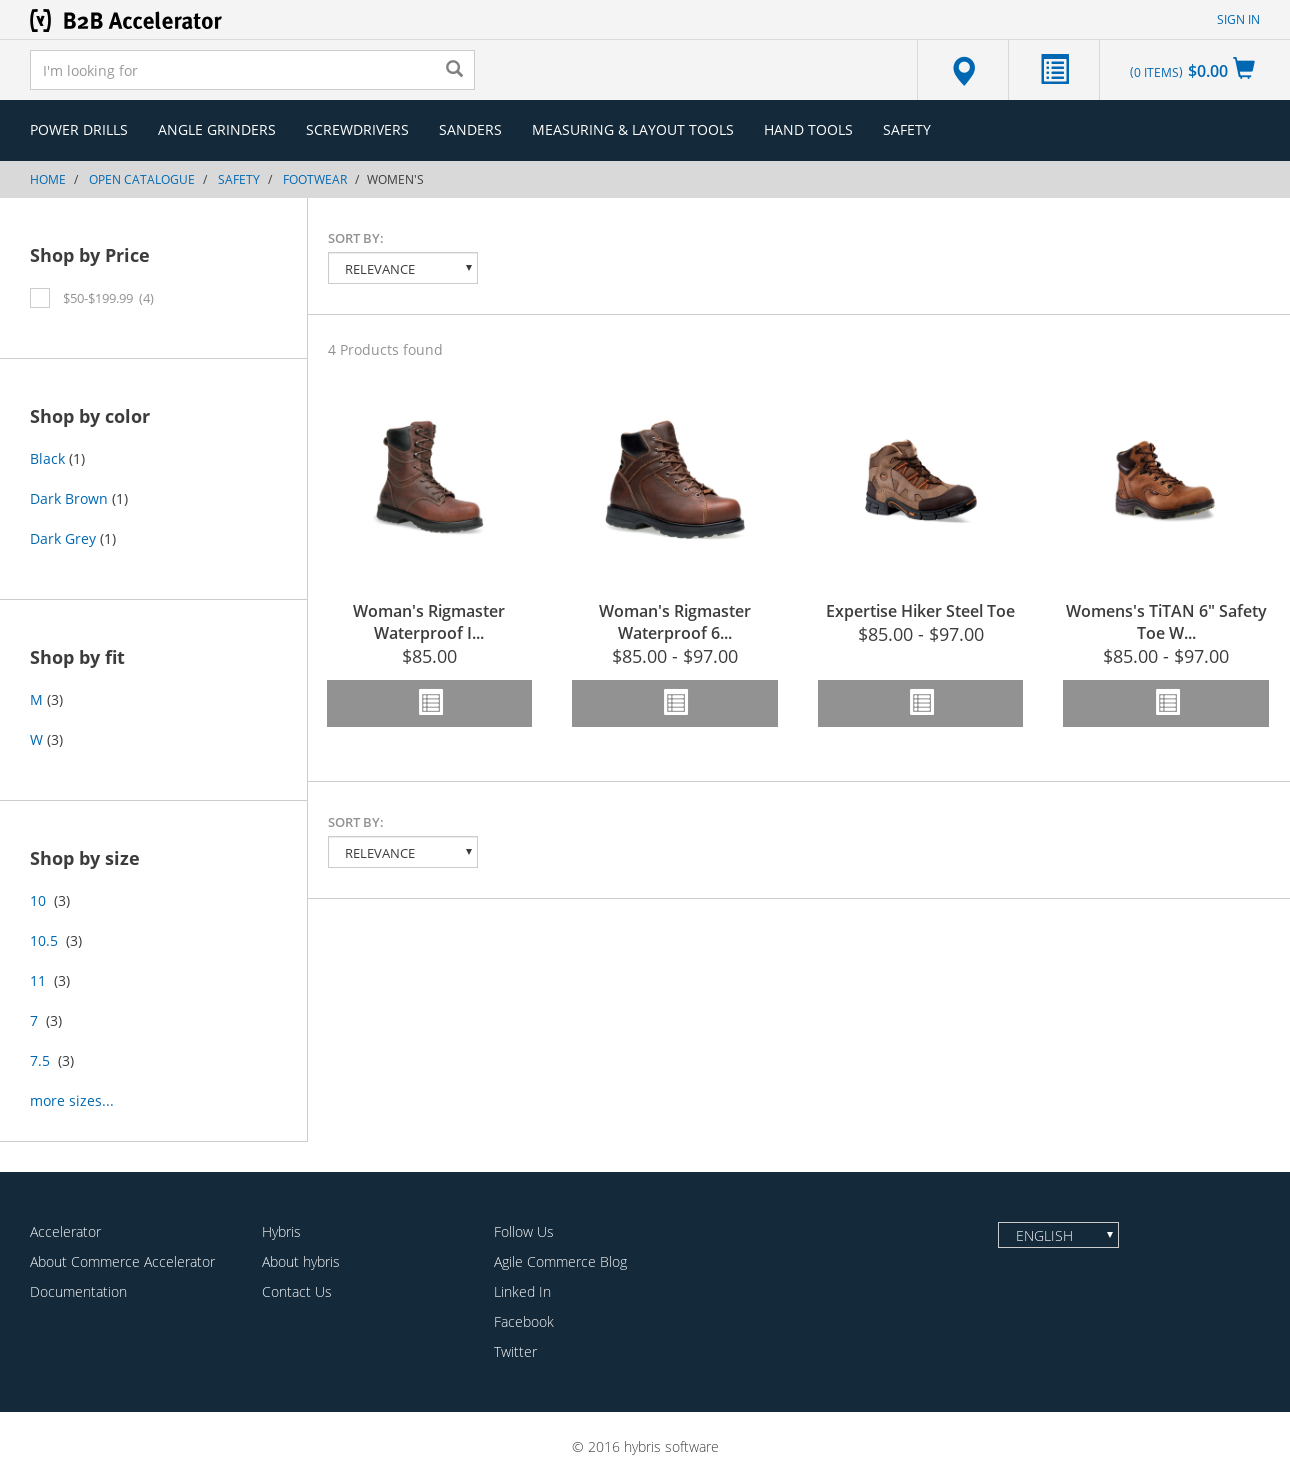 B2B Accelerator
SIGN IN
I'm looking for
(0 ITEMS) $0.00
POWER DRILLS ANGLE GRINDERS SCREWDRIVERS SANDERS MEASURING & LAYOUT TOOLS HAND TOOLS SAFETY
HOME / OPEN CATALOGUE / SAFETY / FOOTWEAR / WOMEN'S
Shop by Price
$50-$199.99 (4)
Shop by color
Black (1)
Dark Brown (1)
Dark Grey (1)
Shop by fit
M (3)
W (3)
Shop by size
10 (3)
10.5 (3)
11 (3)
7 (3)
7.5 (3)
more sizes...
SORT BY:
RELEVANCE
4 Products found
Woman's Rigmaster
Waterproof I...
$85.00
Woman's Rigmaster
Waterproof 6...
$85.00 - $97.00
Expertise Hiker Steel Toe
$85.00 - $97.00
Womens's TiTAN 6" Safety
Toe W...
$85.00 - $97.00
SORT BY:
RELEVANCE
Accelerator
About Commerce Accelerator
Documentation
Hybris
About hybris
Contact Us
Follow Us
Agile Commerce Blog
Linked In
Facebook
Twitter
ENGLISH
© 2016 hybris software